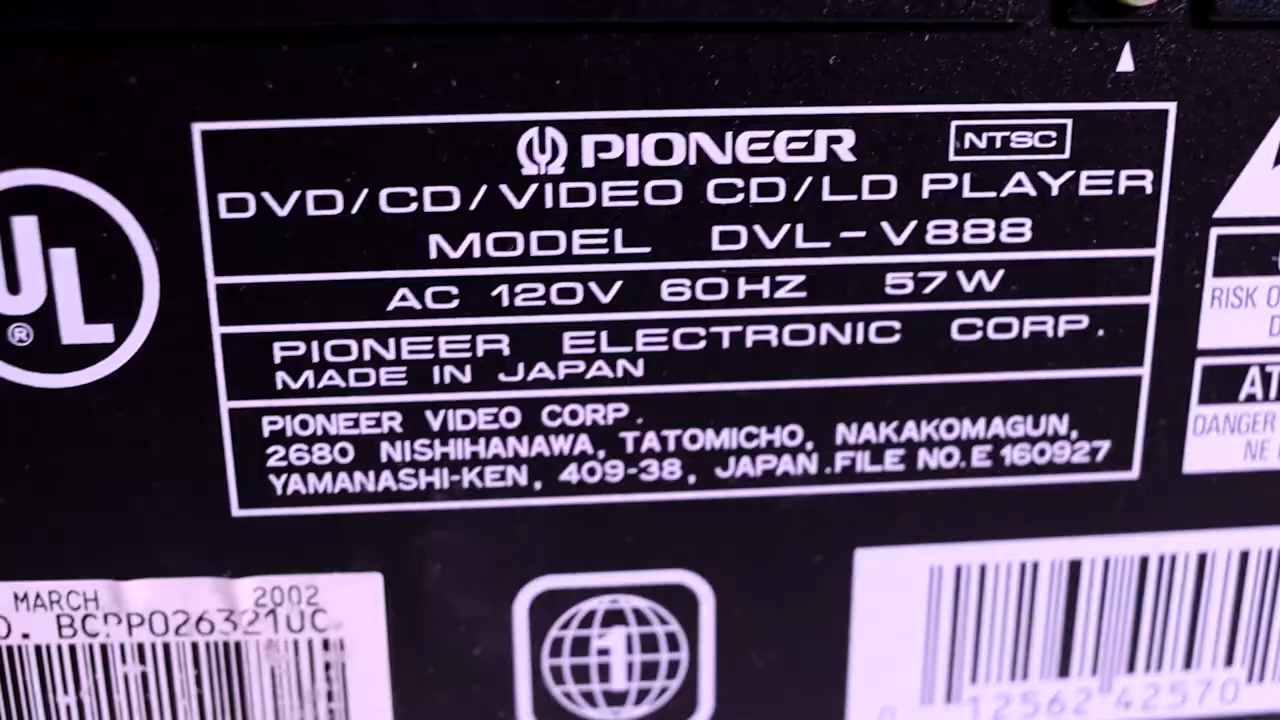 PIONEER NTSC
DVD/CD/VIDEO CD/LD PLAYER
MODEL DVL-V888
AC 120V 60HZ 57W
PIONEER ELECTRONIC CORP.
MADE IN JAPAN
PIONEER VIDEO CORP.
2680 NISHIHANAWA, TATOMICHO, NAKAKOMAGUN,
YAMANASHI-KEN, 409-38, JAPAN.FILE NO.E 160927
UL
®
RISK O
AT
DANGER
NE
MARCH 2002
O. BCPP026321UC
1
0 12562 42570